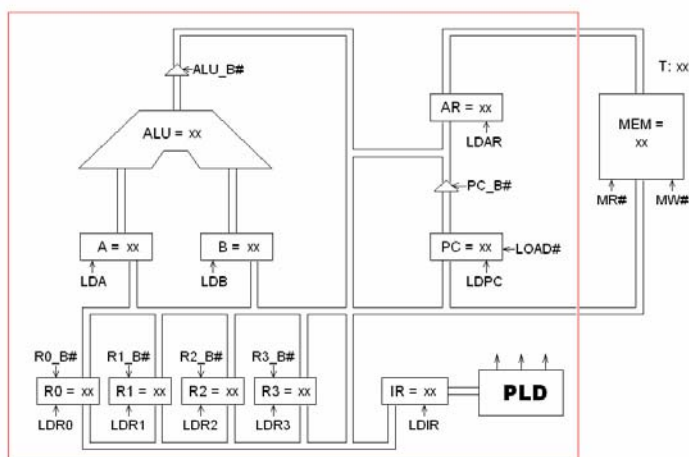 ALU_B#
T: xx
ALU = xx
AR = xx
LDAR
MEM =
xx
PC_B#
MR#
MW#
A = xx
B = xx
PC = xx
LOAD#
LDA
LDB
LDPC
R0_B#
R1_B#
R2_B#
R3_B#
R0 = xx
R1 = xx
R2 = xx
R3 = xx
IR = xx
PLD
LDR0
LDR1
LDR2
LDR3
LDIR